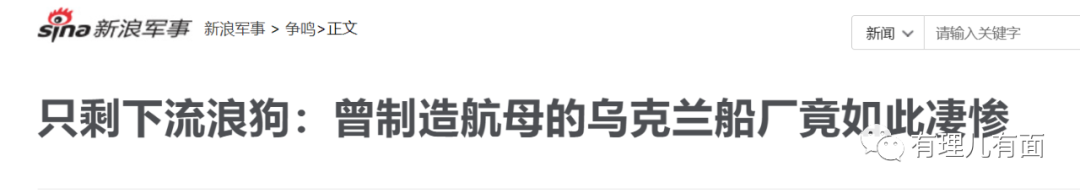 sina新浪军事 新浪军事 > 争鸣>正文 新闻 请输入关键字
只剩下流浪狗：曾制造航母的乌克兰船厂竟如此凄惨
有理儿有面